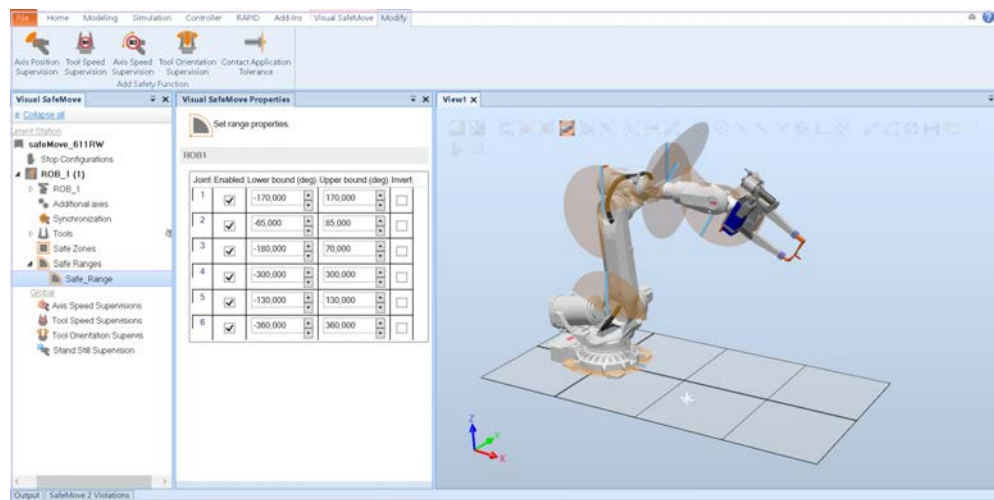 File Home Modeling Simulation Controller RAPID Add-Ins Visual SafeMove Modify
Axis Position Tool Speed Axis Speed Tool Orientation Contact Application
Supervision Supervision Supervision Supervision Tolerance
Add Safety Function
Visual SafeMove
Collapse all
Current Station
safeMove_611RW
Stop Configurations
ROB_1 (1)
ROB_1
Additional axes
Synchronization
Tools
Safe Zones
Safe Ranges
Safe_Range
Global
Axis Speed Supervisions
Tool Speed Supervisions
Tool Orientation Supervis
Stand Still Supervision
Visual SafeMove Properties
Set range properties.
ROB1
Joint Enabled Lower bound (deg) Upper bound (deg) Invert
1 -170,000 170,000
2 -65,000 85,000
3 -180,000 70,000
4 -300,000 300,000
5 -130,000 130,000
6 -360,000 360,000
View1
Z
Y
X
Output SafeMove 2 Violations